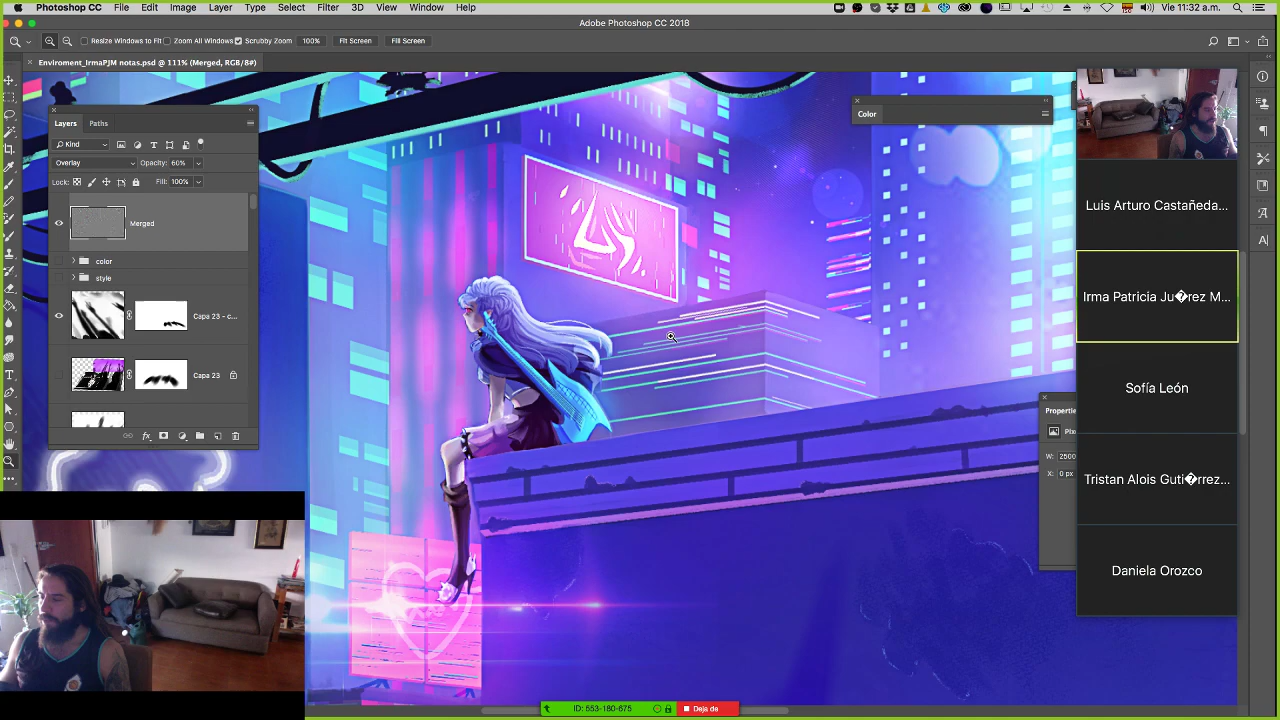 Photoshop CC File Edit Image Layer Type Select Filter 3D View Window Help Vie 11:32 a.m.
Adobe Photoshop CC 2018
Resize Windows to Fit Zoom All Windows Scrubby Zoom 100% Fit Screen Fill Screen
× Enviroment_IrmaPJM notas.psd @ 111% (Merged, RGB/8#)
Layers Paths
Kind
Overlay Opacity: 60%
Lock: Fill: 100%
Merged
color
style
Capa 23 - c...
Capa 23
Color
Properties
W: 2500
X: 0 px
Luis Arturo Castañeda...
Irma Patricia Ju�rez M...
Sofía León
Tristan Alois Guti�rrez...
Daniela Orozco
ID: 553-180-675 Deja de